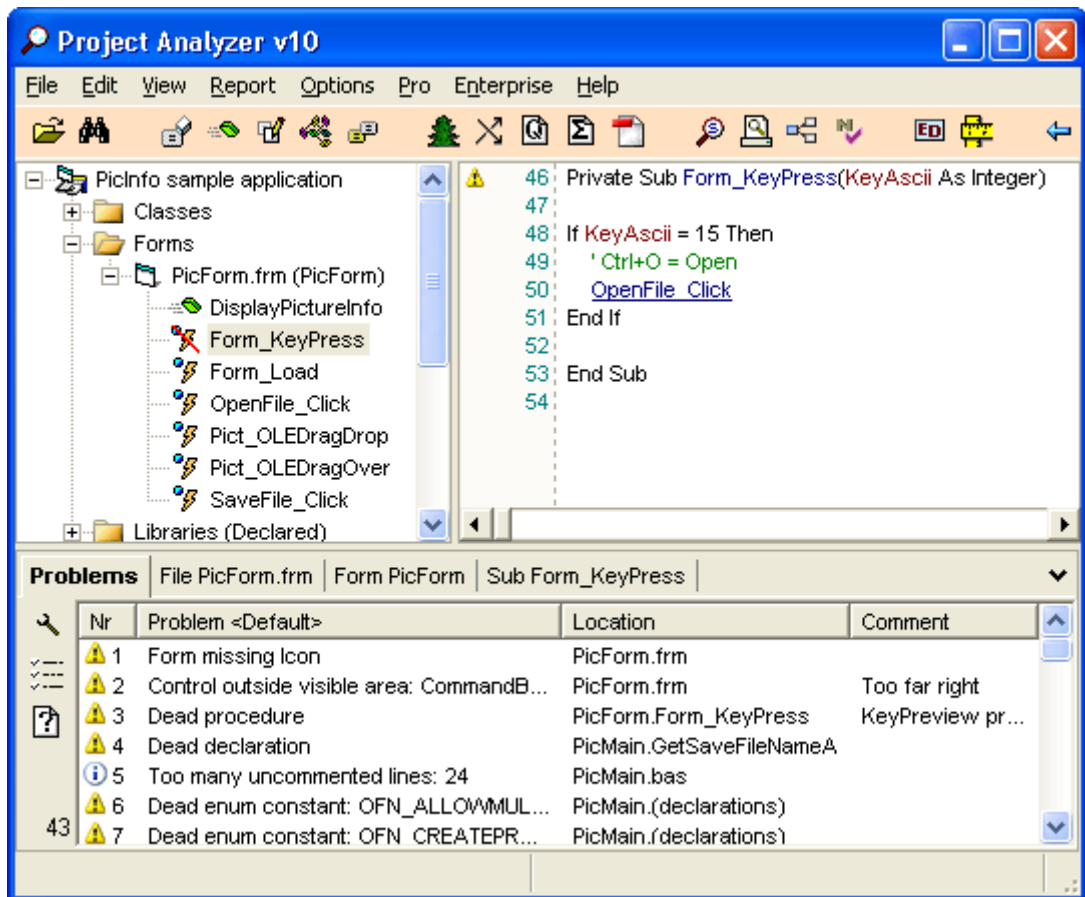 Project Analyzer v10
File Edit View Report Options Pro Enterprise Help
ED
PicInfo sample application
Classes
Forms
PicForm.frm (PicForm)
DisplayPictureInfo
Form_KeyPress
Form_Load
OpenFile_Click
Pict_OLEDragDrop
Pict_OLEDragOver
SaveFile_Click
Libraries (Declared)
46 Private Sub Form_KeyPress(KeyAscii As Integer)
47
48 If KeyAscii = 15 Then
49 ' Ctrl+O = Open
50 OpenFile_Click
51 End If
52
53 End Sub
54
Problems File PicForm.frm Form PicForm Sub Form_KeyPress
Nr Problem <Default> Location Comment
1 Form missing Icon PicForm.frm
2 Control outside visible area: CommandB... PicForm.frm Too far right
3 Dead procedure PicForm.Form_KeyPress KeyPreview pr...
4 Dead declaration PicMain.GetSaveFileNameA
5 Too many uncommented lines: 24 PicMain.bas
6 Dead enum constant: OFN_ALLOWMUL... PicMain.(declarations)
7 Dead enum constant: OFN_CREATEPR... PicMain.(declarations)
43